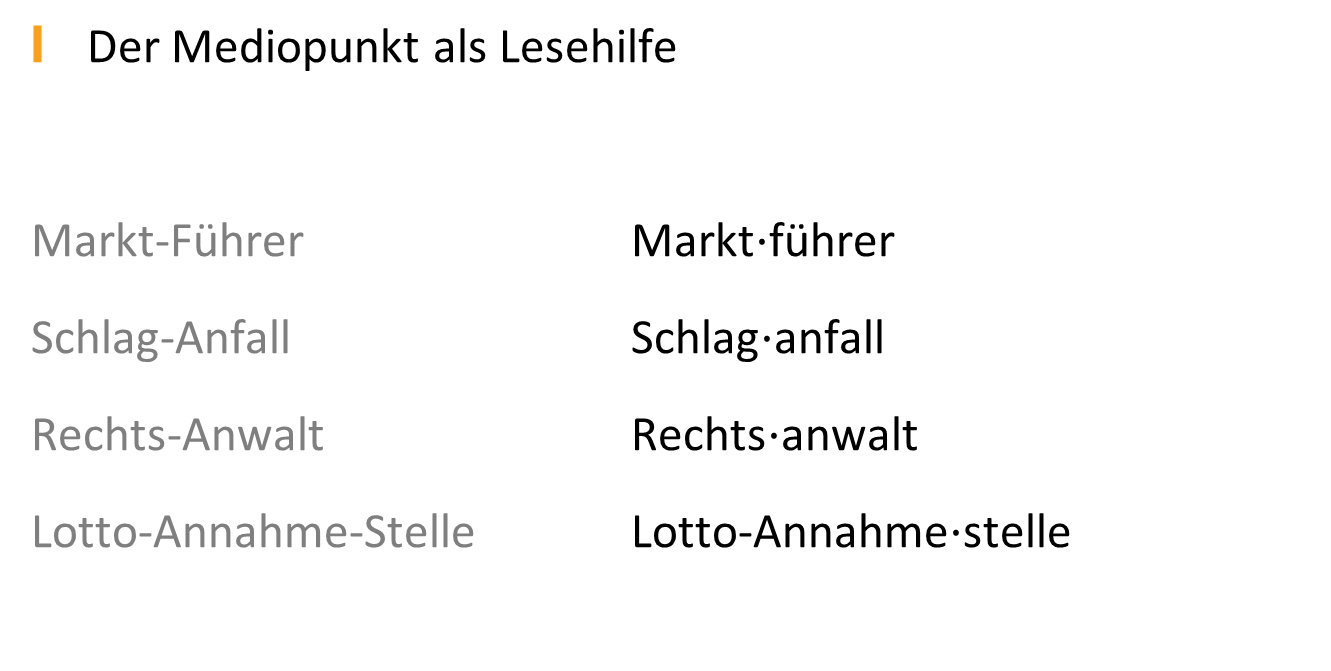 Der Mediopunkt als Lesehilfe
Markt-Führer Markt·führer
Schlag-Anfall Schlag·anfall
Rechts-Anwalt Rechts·anwalt
Lotto-Annahme-Stelle Lotto-Annahme·stelle